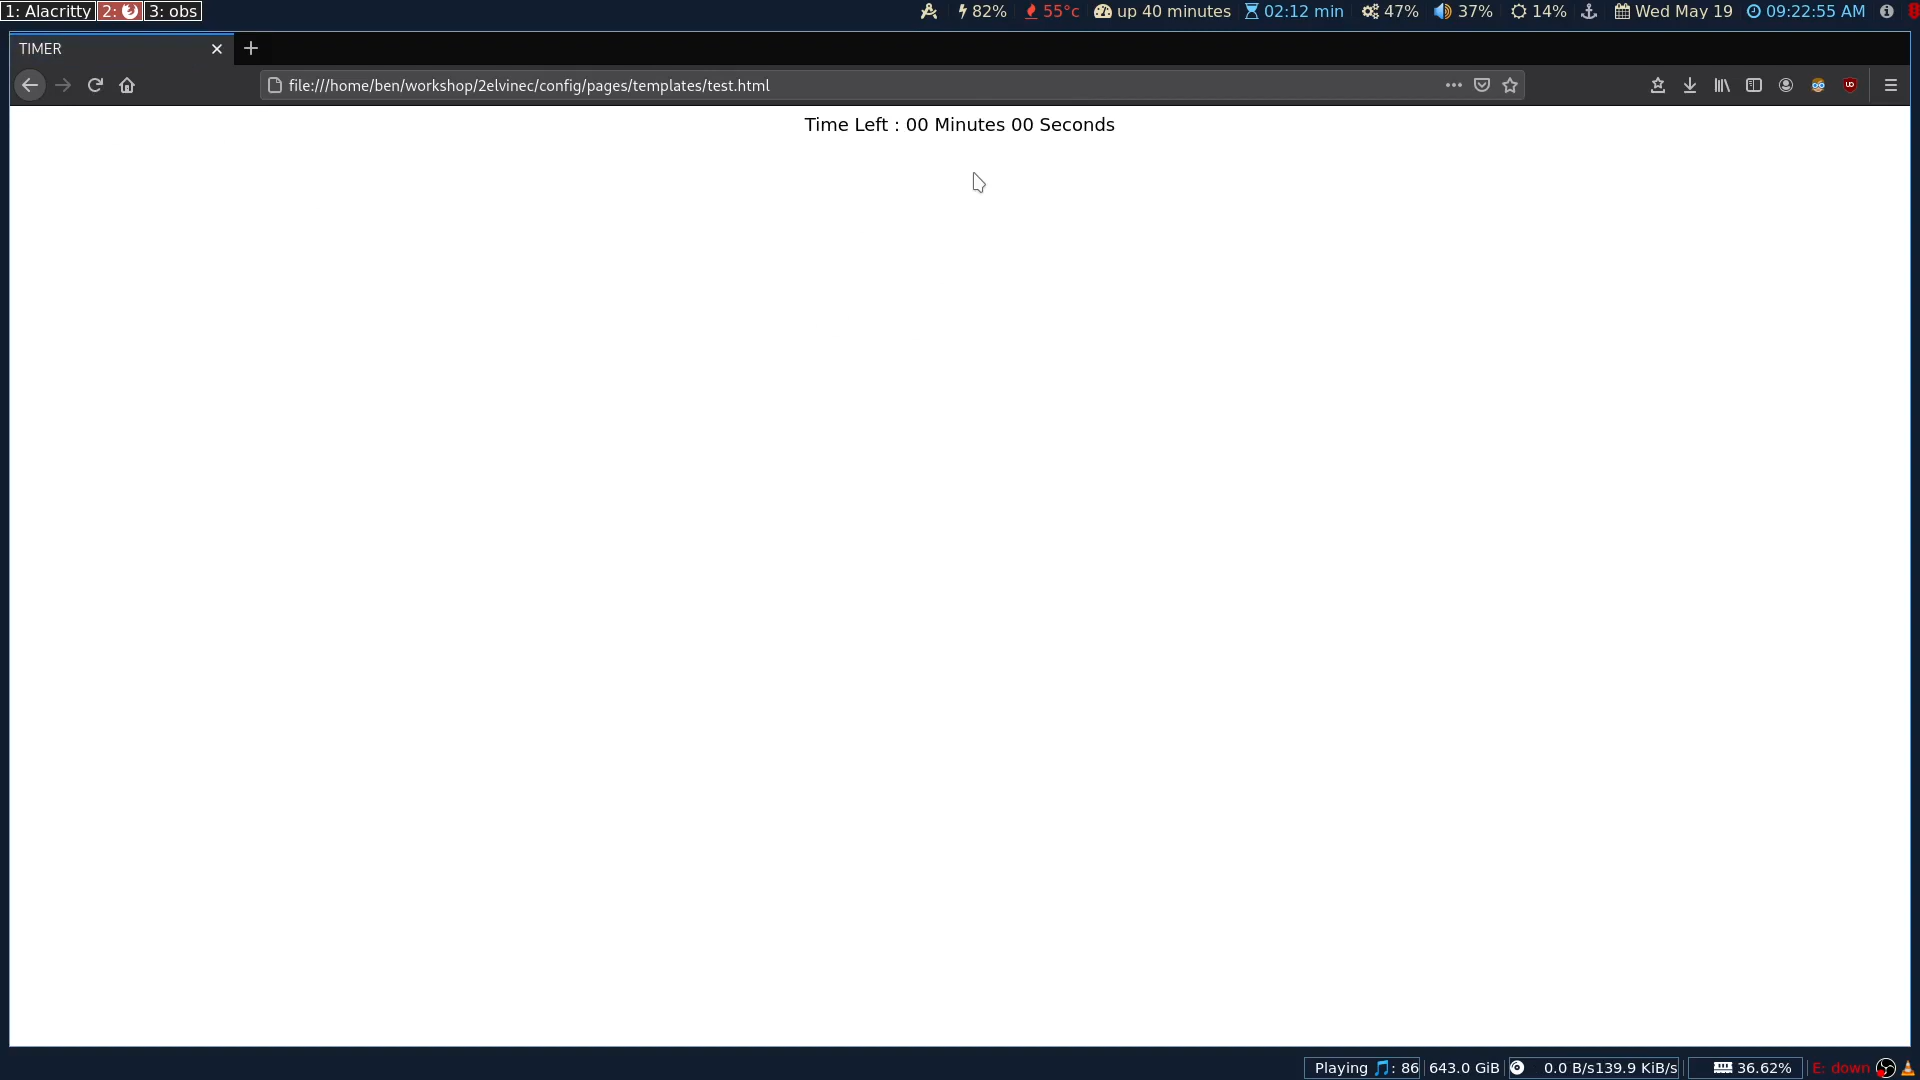 1: Alacritty 2: 3: obs 82% 55°c up 40 minutes 02:12 min 47% 37% 14% Wed May 19 09:22:55 AM
TIMER
file:///home/ben/workshop/2elvinec/config/pages/templates/test.html
Time Left : 00 Minutes 00 Seconds
Playing : 86 643.0 GiB 0.0 B/s139.9 KiB/s 36.62% E: down